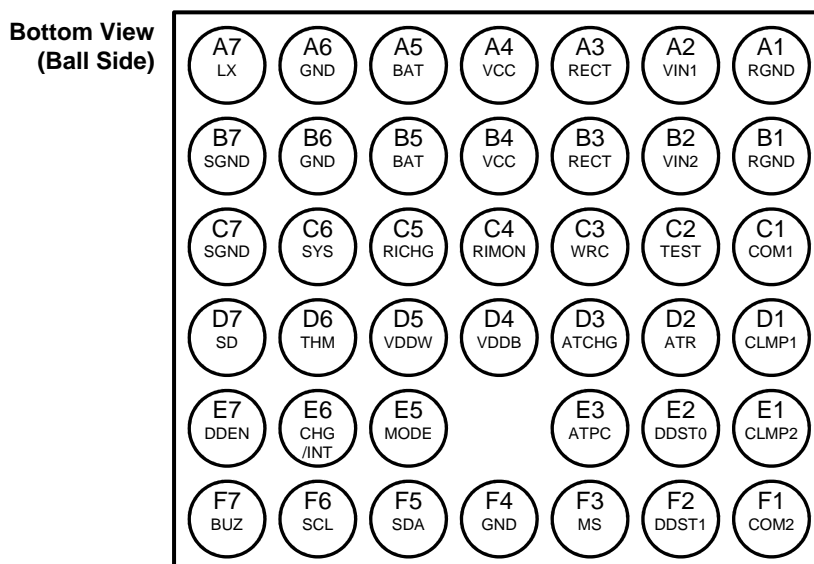 Bottom View
(Ball Side)
A7 A6 A5 A4 A3 A2 A1
LX GND BAT VCC RECT VIN1 RGND
B7 B6 B5 B4 B3 B2 B1
SGND GND BAT VCC RECT VIN2 RGND
C7 C6 C5 C4 C3 C2 C1
SGND SYS RICHG RIMON WRC TEST COM1
D7 D6 D5 D4 D3 D2 D1
SD THM VDDW VDDB ATCHG ATR CLMP1
E7 E6 E5 E3 E2 E1
DDEN CHG MODE ATPC DDST0 CLMP2
/INT
F7 F6 F5 F4 F3 F2 F1
BUZ SCL SDA GND MS DDST1 COM2